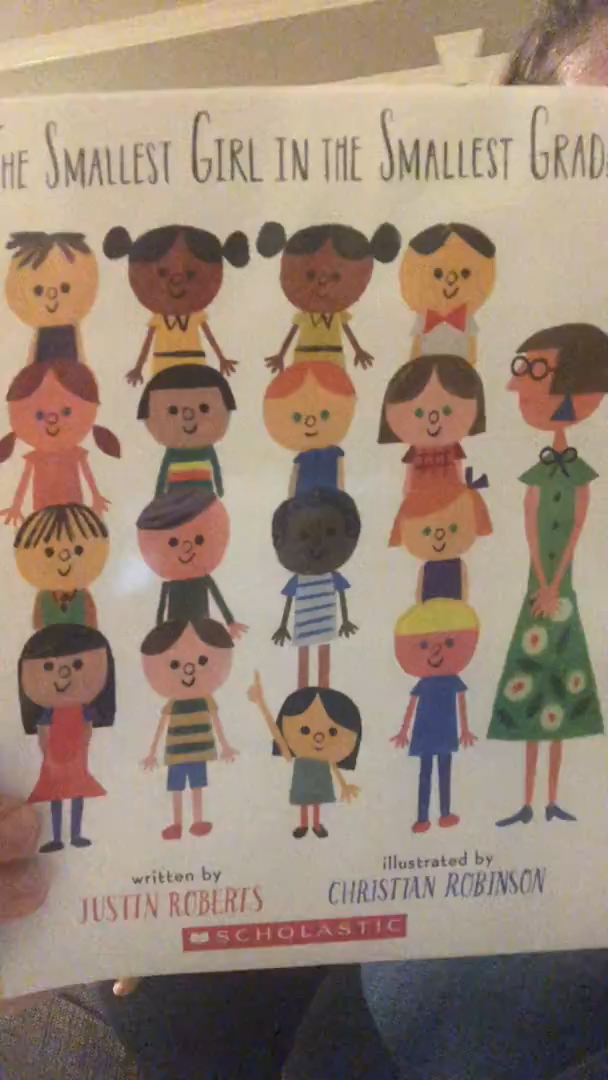 HE SMALLEST GIRL IN THE SMALLEST GRAD
written by
JUSTIN ROBERTS
illustrated by
CHRISTIAN ROBINSON
SCHOLASTIC